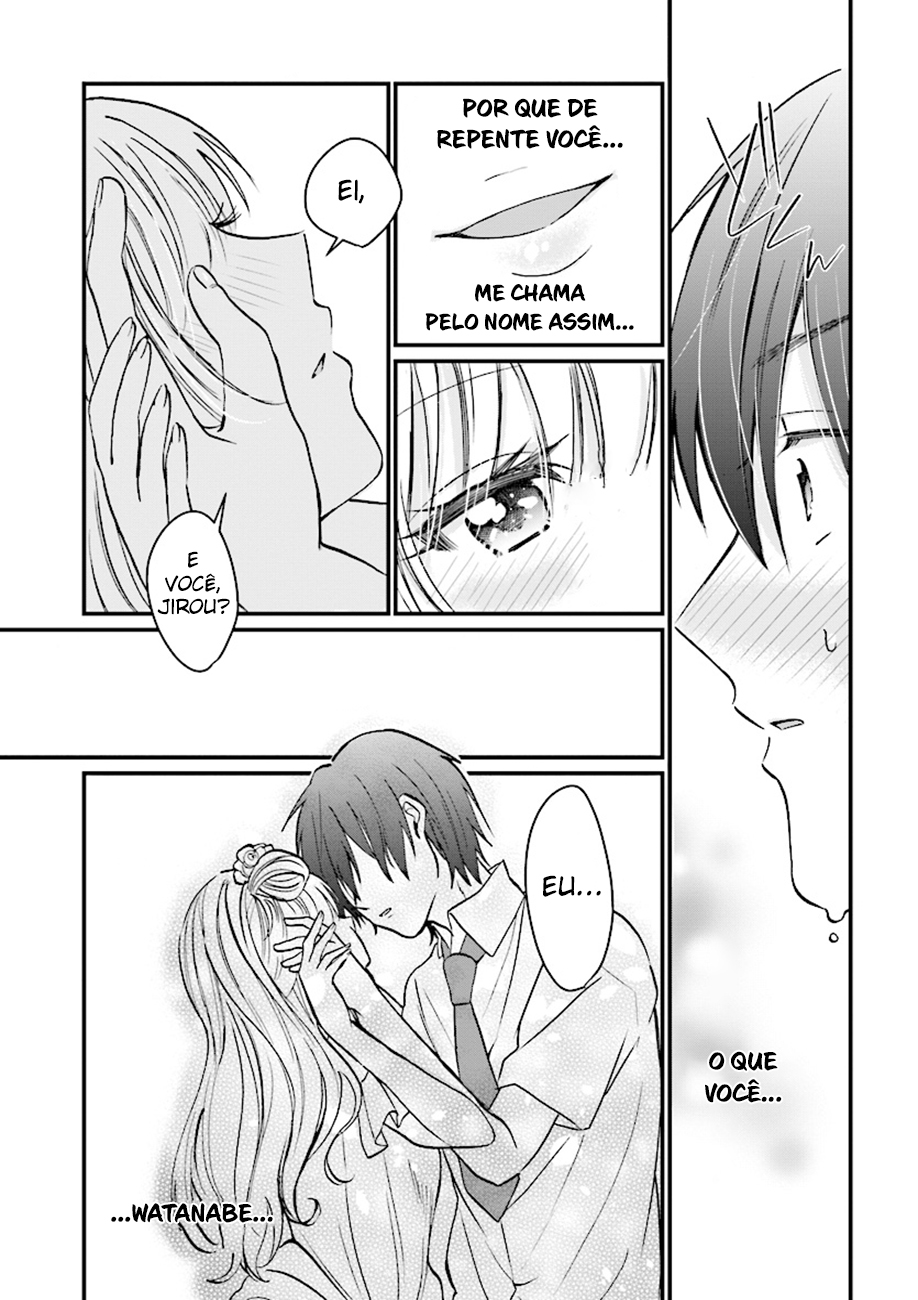 POR QUE DE
REPENTE VOCÊ...
ME CHAMA
PELO NOME ASSIM...
EI,
E
VOCÊ,
JIROU?
O QUE
VOCÊ...
EU...
...WATANABE...